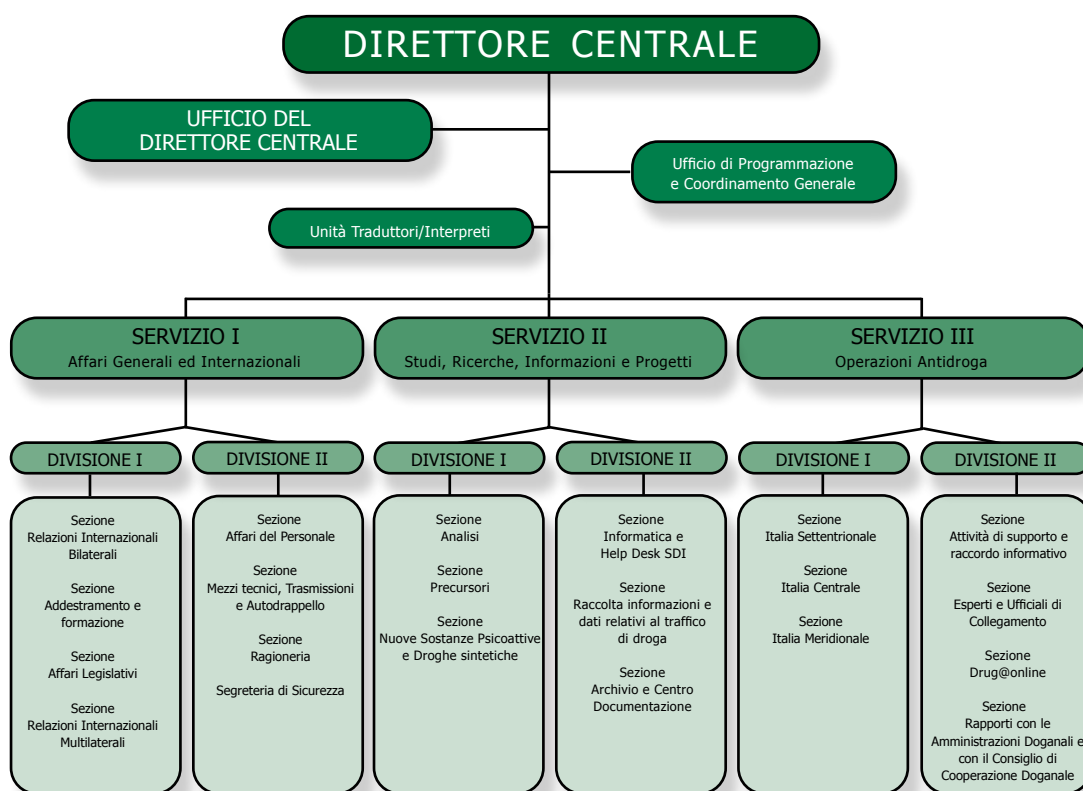 DIRETTORE CENTRALE
UFFICIO DEL
DIRETTORE CENTRALE
Ufficio di Programmazione
e Coordinamento Generale
Unità Traduttori/Interpreti
SERVIZIO I
Affari Generali ed Internazionali
SERVIZIO II
Studi, Ricerche, Informazioni e Progetti
SERVIZIO III
Operazioni Antidroga
DIVISIONE I
Sezione
Relazioni Internazionali
Bilaterali
Sezione
Addestramento e
formazione
Sezione
Affari Legislativi
Sezione
Relazioni Internazionali
Multilaterali
DIVISIONE II
Sezione
Affari del Personale
Sezione
Mezzi tecnici, Trasmissioni
e Autodrappello
Sezione
Ragioneria
Segreteria di Sicurezza
DIVISIONE I
Sezione
Analisi
Sezione
Precursori
Sezione
Nuove Sostanze Psicoattive
e Droghe sintetiche
DIVISIONE II
Sezione
Informatica e
Help Desk SDI
Sezione
Raccolta informazioni e
dati relativi al traffico
di droga
Sezione
Archivio e Centro
Documentazione
DIVISIONE I
Sezione
Italia Settentrionale
Sezione
Italia Centrale
Sezione
Italia Meridionale
DIVISIONE II
Sezione
Attività di supporto e
raccordo informativo
Sezione
Esperti e Ufficiali di
Collegamento
Sezione
Drug@online
Sezione
Rapporti con le
Amministrazioni Doganali e
con il Consiglio di
Cooperazione Doganale